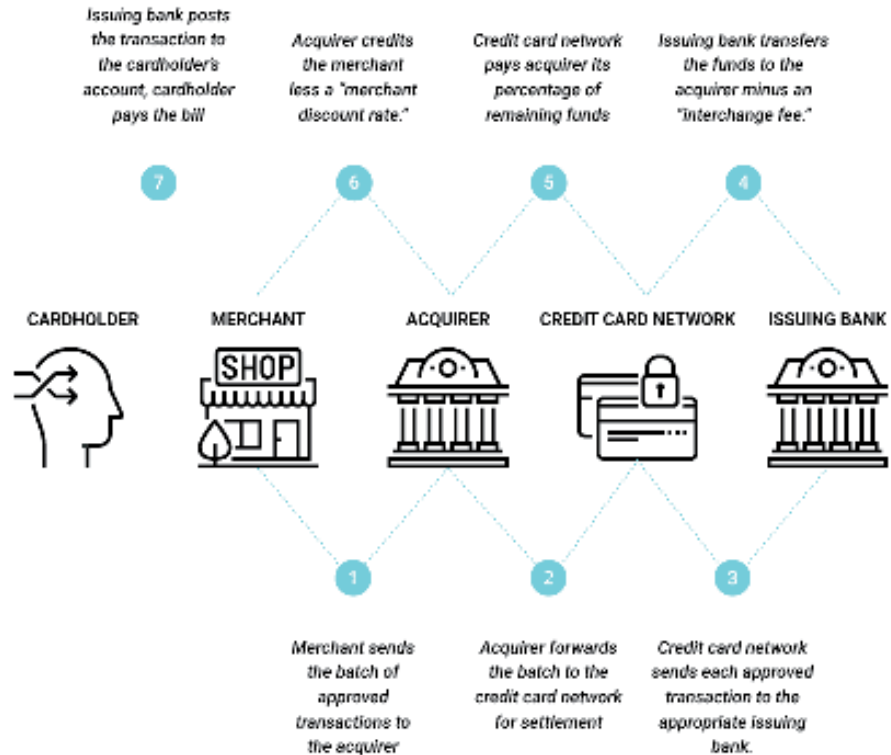 Issuing bank posts
the transaction to
the cardholder's
account, cardholder
pays the bill
Acquirer credits
the merchant
less a "merchant
discount rate."
Credit card network
pays acquirer its
percentage of
remaining funds
Issuing bank transfers
the funds to the
acquirer minus an
"interchange fee."
7
6
5
4
CARDHOLDER
MERCHANT
ACQUIRER
CREDIT CARD NETWORK
ISSUING BANK
SHOP
1
2
3
Merchant sends
the batch of
approved
transactions to
the acquirer
Acquirer forwards
the batch to the
credit card network
for settlement
Credit card network
sends each approved
transaction to the
appropriate issuing
bank.